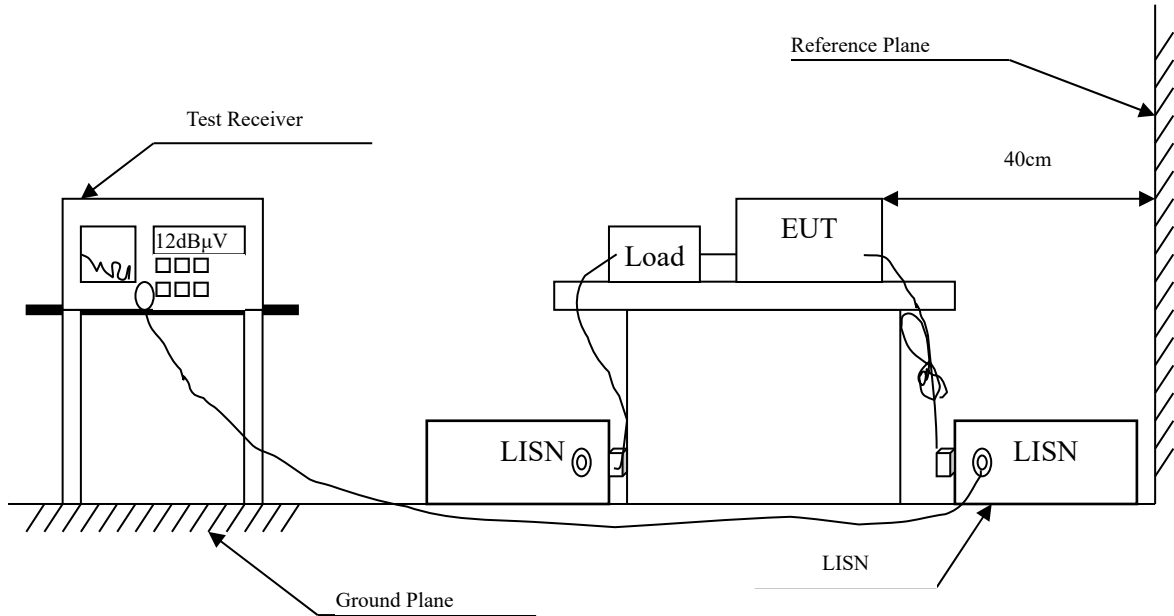 Reference Plane
Test Receiver
40cm
12dBµV
Load
EUT
LISN
LISN
LISN
Ground Plane